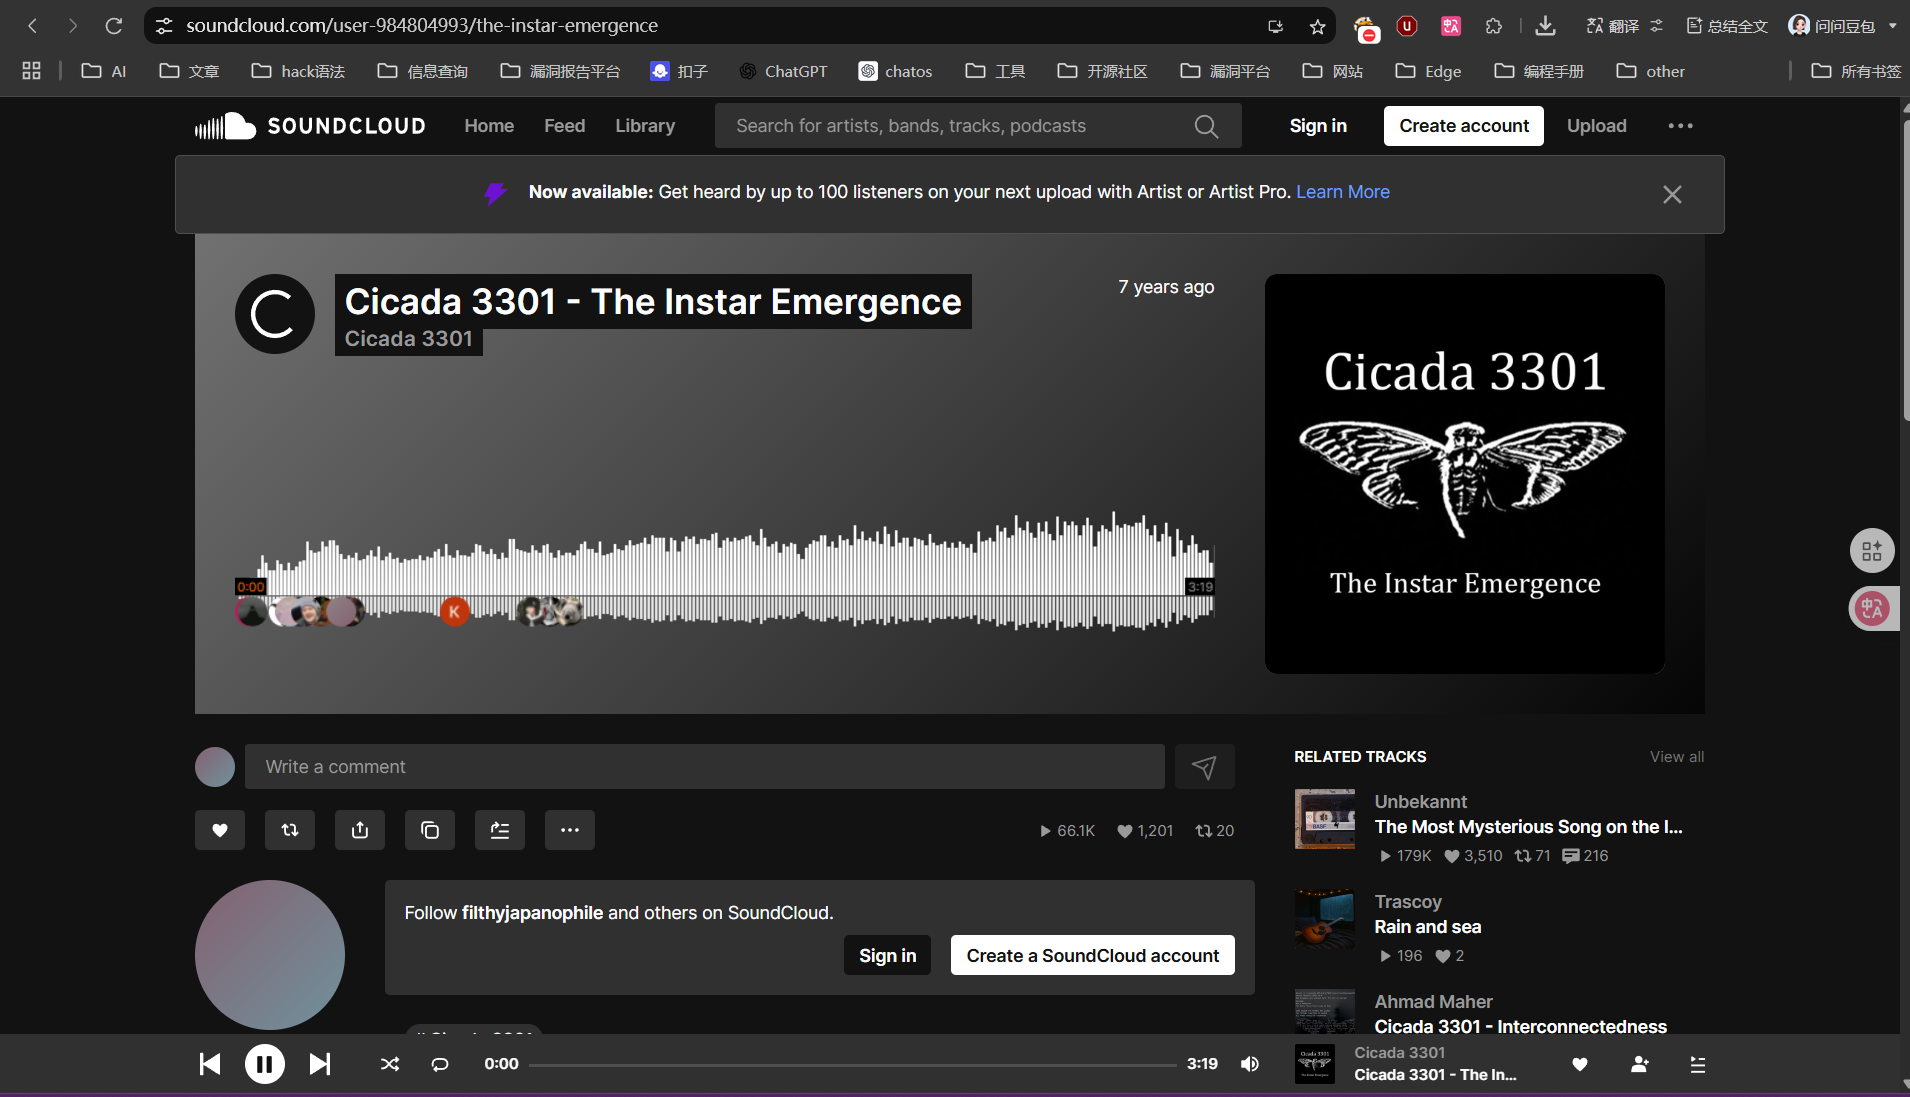 soundcloud.com/user-984804993/the-instar-emergence
翻译
总结全文
问问豆包
AI
文章
hack语法
信息查询
漏洞报告平台
扣子
ChatGPT
chatos
工具
开源社区
漏洞平台
网站
Edge
编程手册
other
所有书签
SOUNDCLOUD
Home
Feed
Library
Search for artists, bands, tracks, podcasts
Sign in
Create account
Upload
Now available: Get heard by up to 100 listeners on your next upload with Artist or Artist Pro. Learn More
Cicada 3301 - The Instar Emergence
Cicada 3301
7 years ago
Cicada 3301
The Instar Emergence
0:00
3:19
K
Write a comment
66.1K
1,201
20
Follow filthyjapanophile and others on SoundCloud.
Sign in
Create a SoundCloud account
RELATED TRACKS
View all
Unbekannt
The Most Mysterious Song on the I...
179K
3,510
71
216
Trascoy
Rain and sea
196
2
Ahmad Maher
Cicada 3301 - Interconnectedness
0:00
3:19
Cicada 3301
Cicada 3301 - The In...